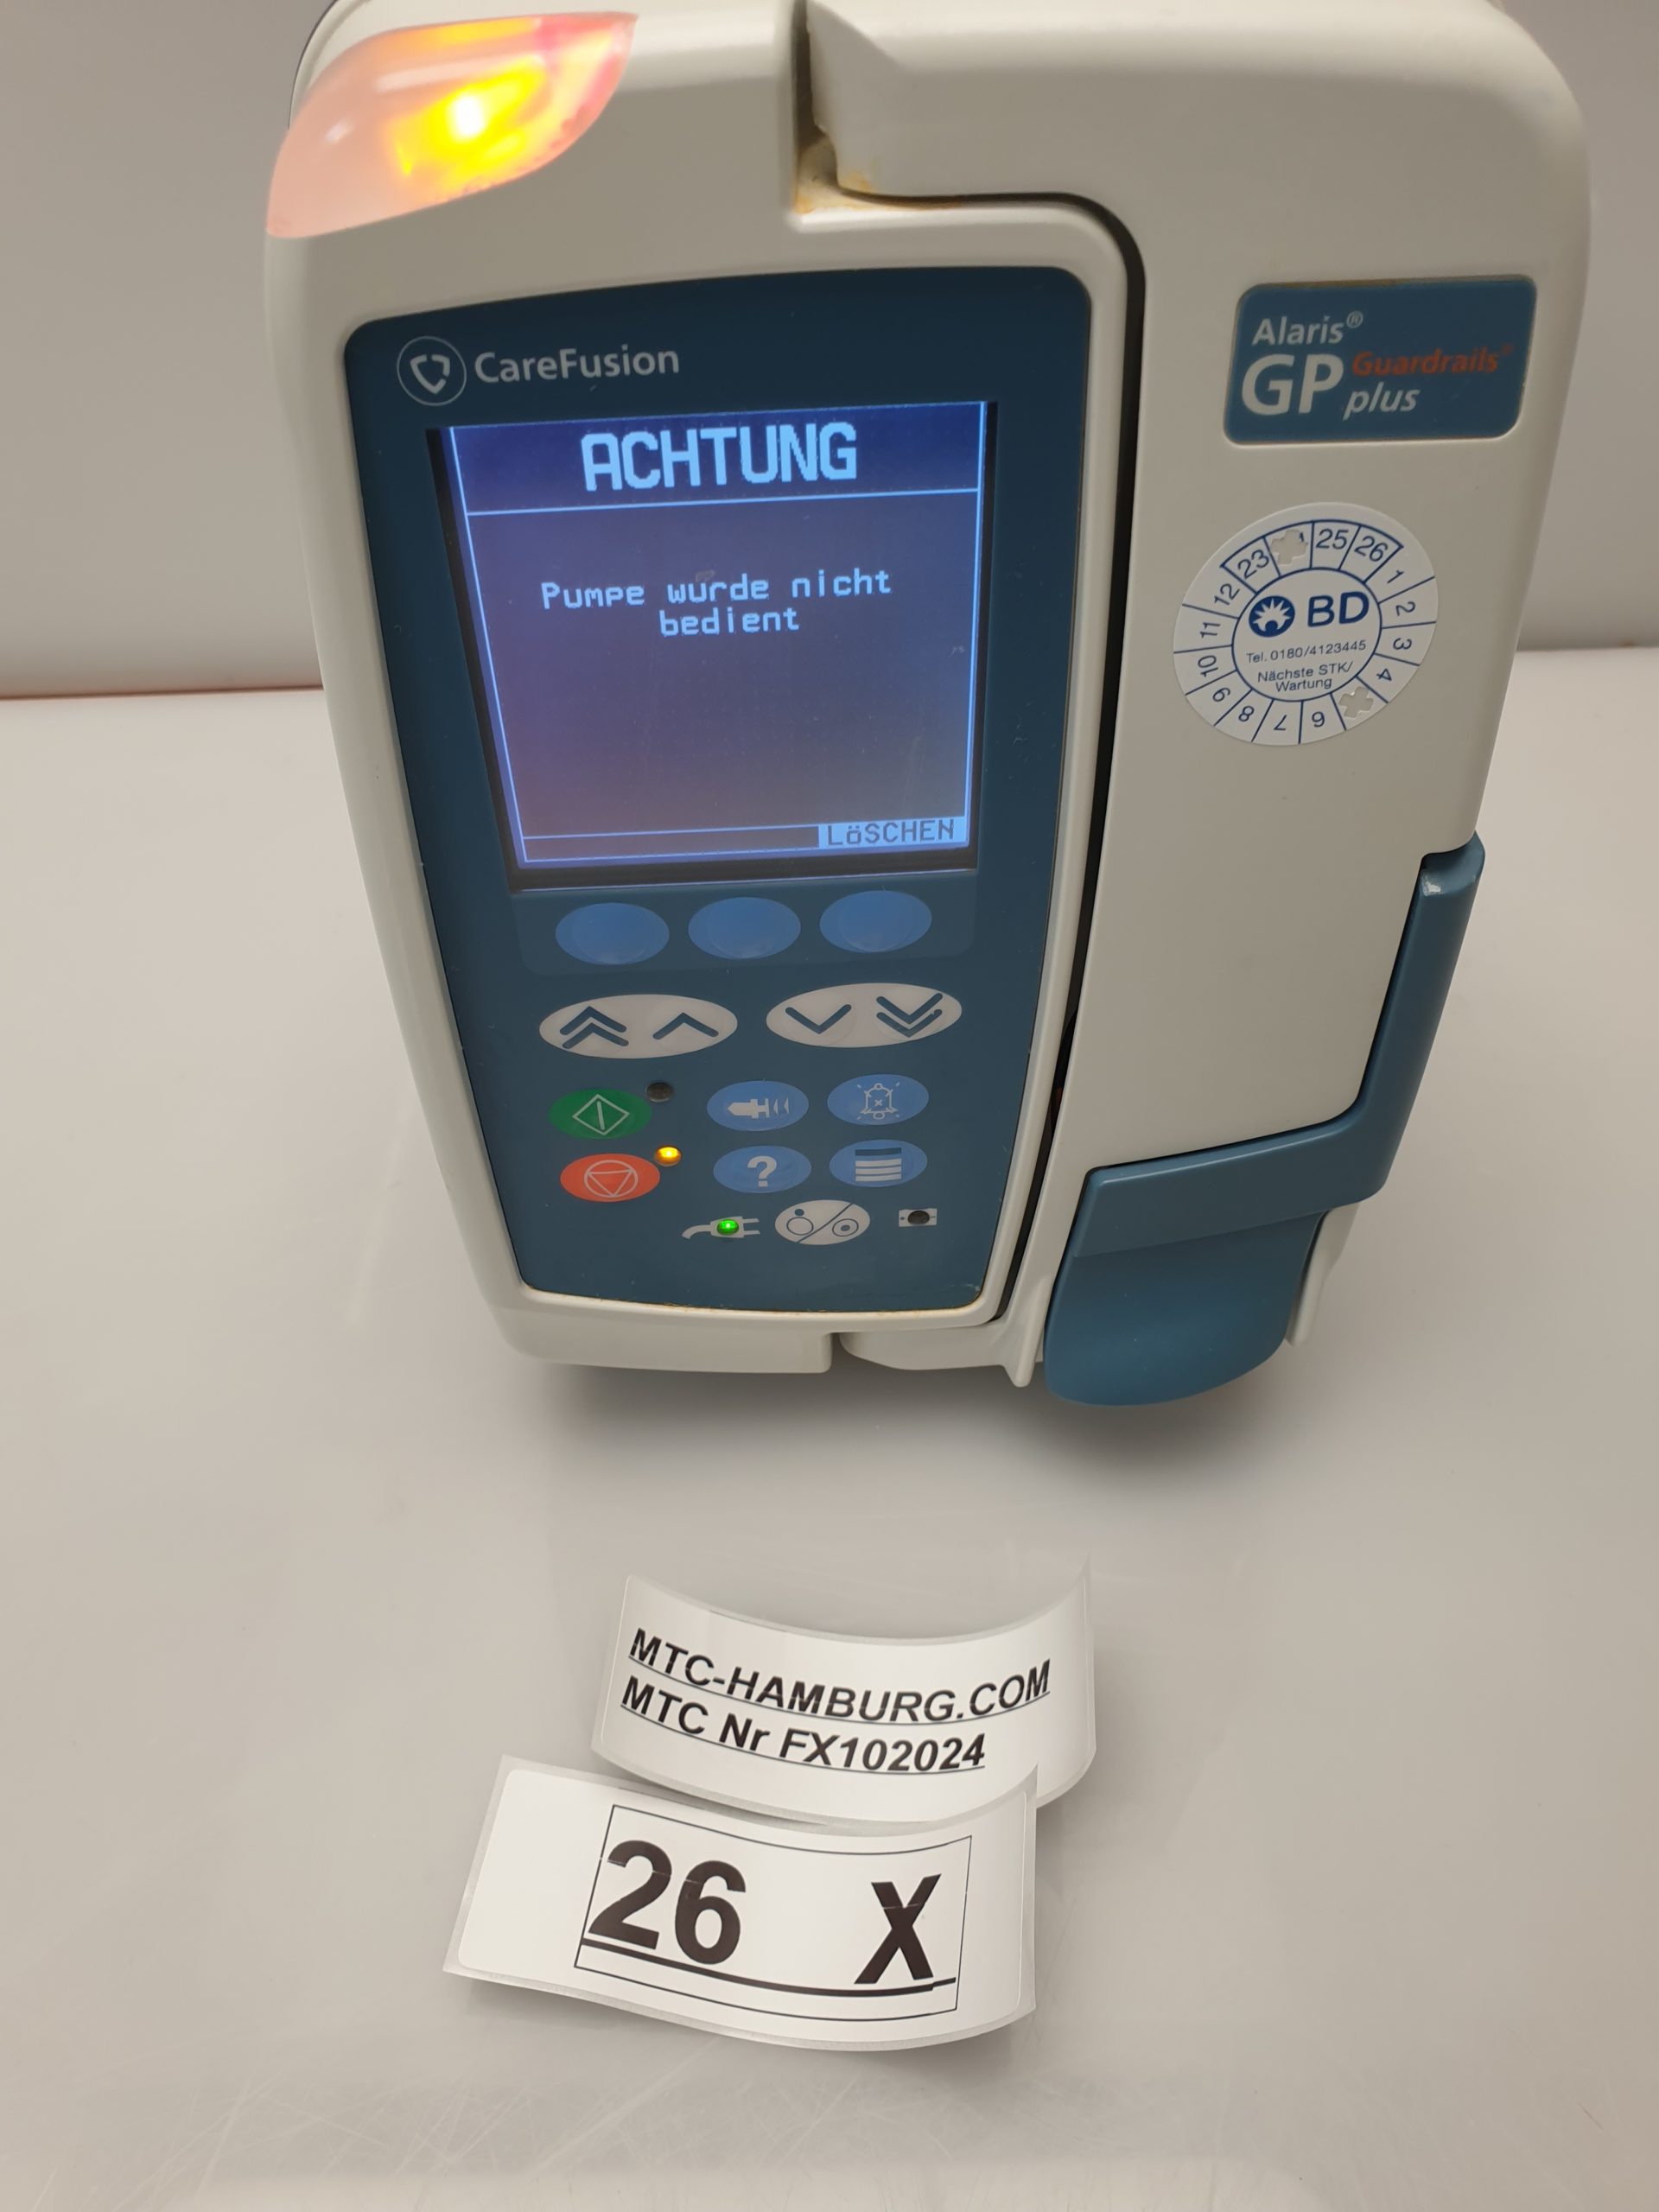 CareFusion
Alaris®
GP Guardrails®
plus
ACHTUNG
Pumpe wurde nicht
bedient
LöSCHEN
23 25 26
1 2 3 4 6 7 8 9 10 11 12
BD
Tel. 0180/4123445
Nächste STK/
Wartung
?
MTC-HAMBURG.COM
MTC Nr FX102024
26 X